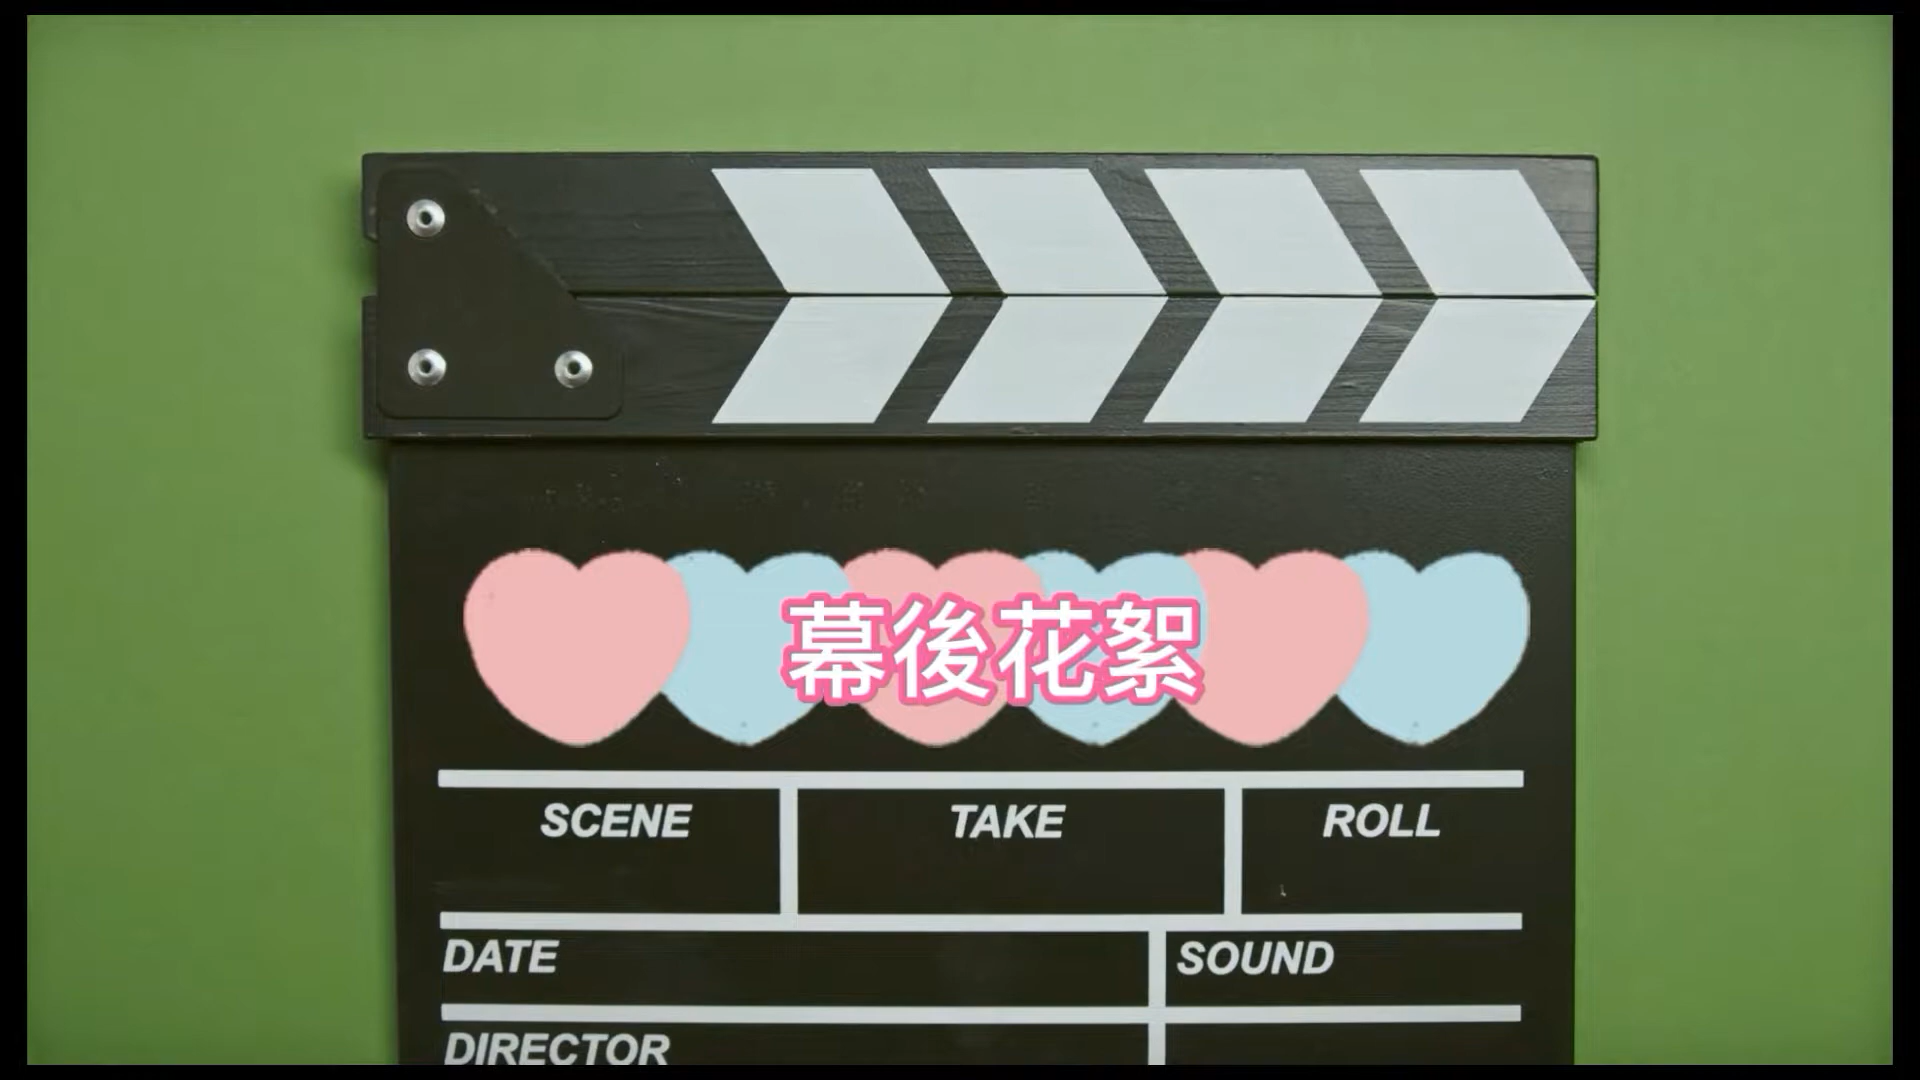 幕後花絮
SCENE TAKE ROLL
DATE SOUND
DIRECTOR